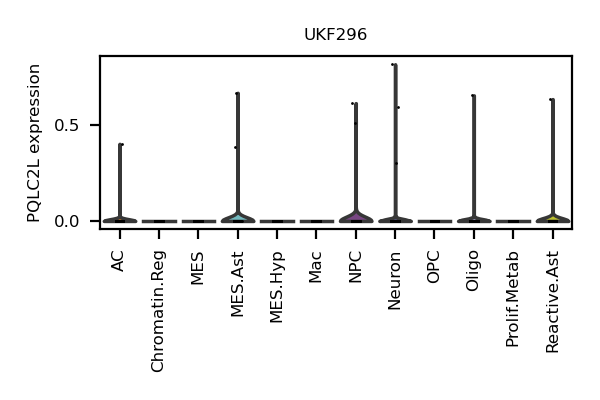 UKF296
PQLC2L expression
0.5
0.0
AC
Chromatin.Reg
MES
MES.Ast
MES.Hyp
Mac
NPC
Neuron
OPC
Oligo
Prolif.Metab
Reactive.Ast